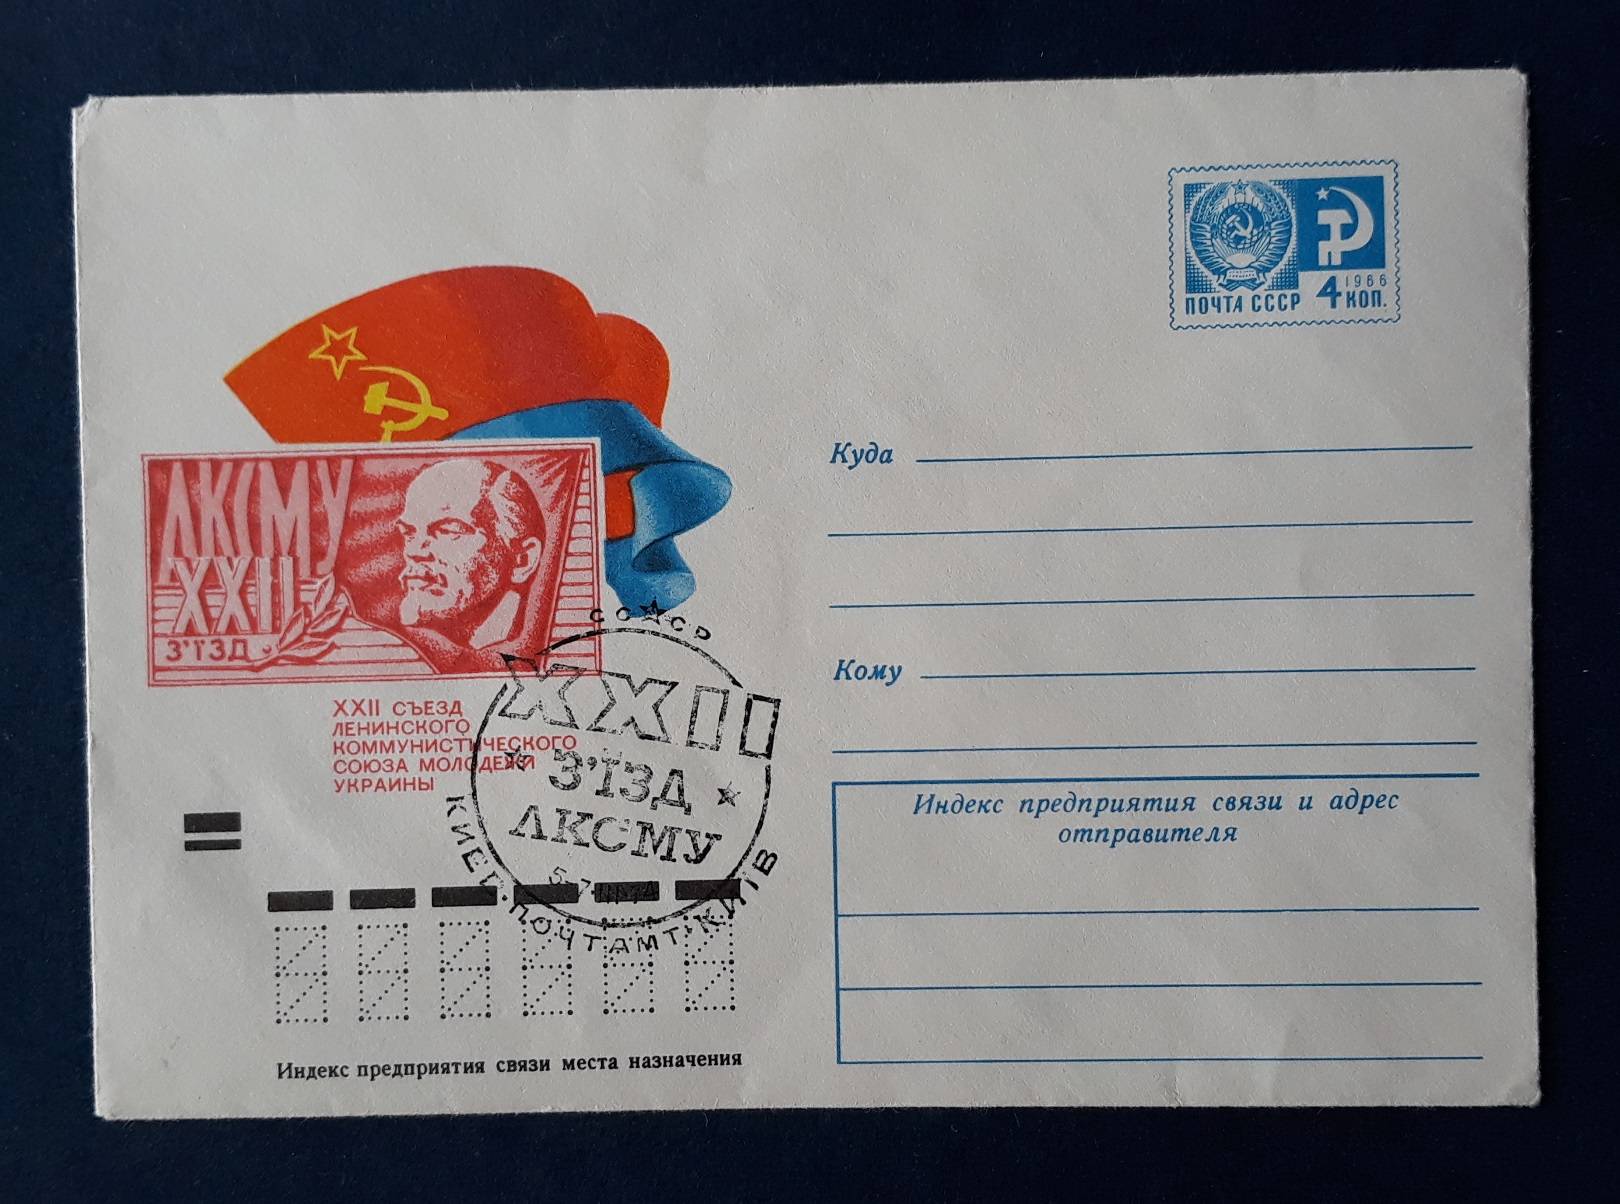 ПОЧТА СССР 4 1966 КОП.
ЛКСМУ
XXII
З'ЇЗД
XXII СЪЕЗД
ЛЕНИНСКОГО
КОММУНИСТИЧЕСКОГО
СОЮЗА МОЛОДЕЖИ
УКРАИНЫ
СССР
XXII
З'ЇЗД
ЛКСМУ
КИЕВ·ПОЧТАМТ·КИЇВ
Куда
Кому
Индекс предприятия связи и адрес
отправителя
Индекс предприятия связи места назначения